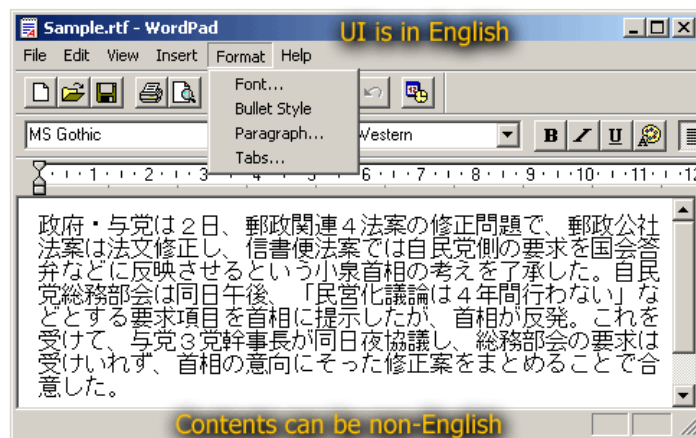 Sample.rtf - WordPad
UI is in English
File Edit View Insert Format Help
Font...
Bullet Style
Paragraph...
Tabs...
MS Gothic
Western
B I U
1 2 3 4 5 6 7 8 9 10 11 12
政府・与党は２日、郵政関連４法案の修正問題で、郵政公社
法案は法文修正し、信書便法案では自民党側の要求を国会答
弁などに反映させるという小泉首相の考えを了承した。自民
党総務部会は同日午後、「民営化議論は４年間行わない」な
どとする要求項目を首相に提示したが、首相が反発。これを
受けて、与党３党幹事長が同日夜協議し、総務部会の要求は
受けいれず、首相の意向にそった修正案をまとめることで合
意した。
Contents can be non-English